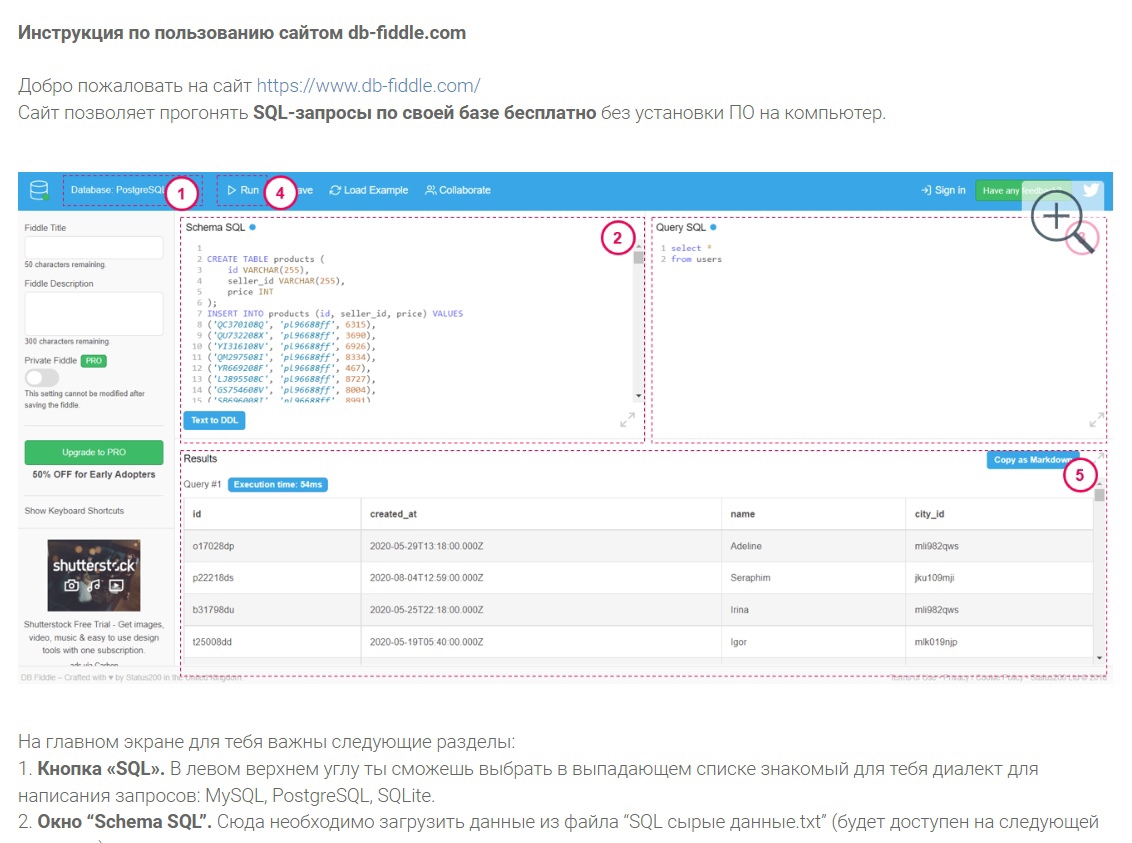 Инструкция по пользованию сайтом db-fiddle.com
Добро пожаловать на сайт https://www.db-fiddle.com/
Сайт позволяет прогонять SQL-запросы по своей базе бесплатно без установки ПО на компьютер.
Database: PostgreSQL
1
Run
4
Load Example
Collaborate
Sign in
Have any
Fiddle Title
50 characters remaining.
Fiddle Description
300 characters remaining.
Private Fiddle PRO
This setting cannot be modified after
saving the fiddle.
Upgrade to PRO
50% OFF for Early Adopters
Show Keyboard Shortcuts
shutterstock
Shutterstock Free Trial - Get images,
video, music & easy to use design
tools with one subscription.
Schema SQL
2
1
2 CREATE TABLE products (
3 id VARCHAR(255),
4 seller_id VARCHAR(255),
5 price INT
6 );
7 INSERT INTO products (id, seller_id, price) VALUES
8 ('QC370108Q', 'pl96688ff', 6315),
9 ('QU732208X', 'pl96688ff', 3690),
10 ('YI316108V', 'pl96688ff', 6926),
11 ('QM297508I', 'pl96688ff', 8334),
12 ('YR669208F', 'pl96688ff', 467),
13 ('LJ895508C', 'pl96688ff', 8727),
14 ('GS754608V', 'pl96688ff', 8004),
15 ('SB696008I', 'pl96688ff', 8991)
Text to DDL
Query SQL
1 select *
2 from users
Results
Copy as Markdown
5
Query #1 Execution time: 54ms
id created_at name city_id
o17028dp 2020-05-29T13:18:00.000Z Adeline mli982qws
p22218ds 2020-08-04T12:59:00.000Z Seraphim jku109mji
b31798du 2020-05-25T22:18:00.000Z Irina mli982qws
t25008dd 2020-05-19T05:40:00.000Z Igor mlk019njp
DB Fiddle – Crafted with ♥ by Status200 in the United Kingdom
Terms of Use • Privacy / Cookie Policy • Status200 Ltd © 2018
На главном экране для тебя важны следующие разделы:
1. Кнопка «SQL». В левом верхнем углу ты сможешь выбрать в выпадающем списке знакомый для тебя диалект для
написания запросов: MySQL, PostgreSQL, SQLite.
2. Окно “Schema SQL”. Сюда необходимо загрузить данные из файла “SQL сырые данные.txt” (будет доступен на следующей